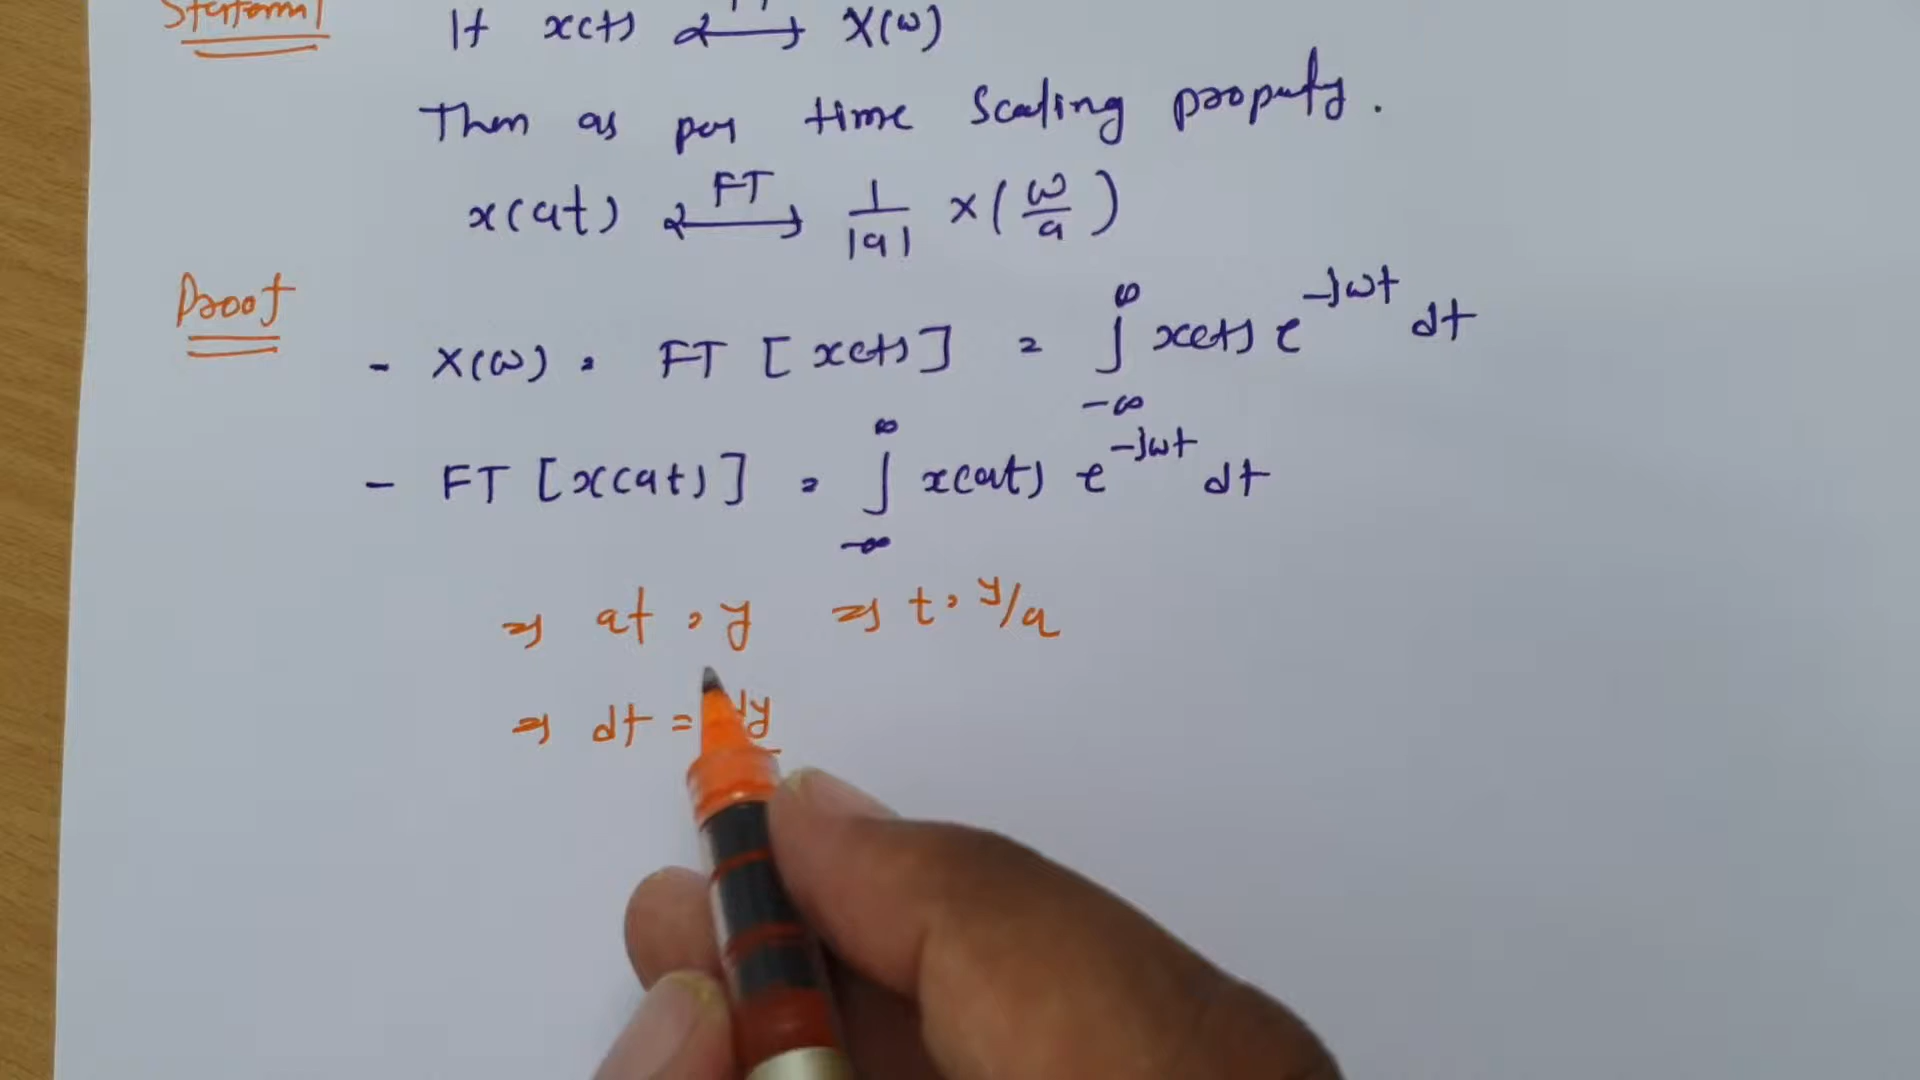 If x(t) ⟷ X(ω)
Then as per time scaling property.
x(at) ⟷ FT 1/|a| X(ω/a)
Proof
- X(ω) = FT [x(t)] = ∫_{-∞}^{∞} x(t) e^{-jωt} dt
- FT [x(at)] = ∫_{-∞}^{∞} x(at) e^{-jωt} dt
⇒ at = y ⇒ t = y/a
⇒ dt = dy